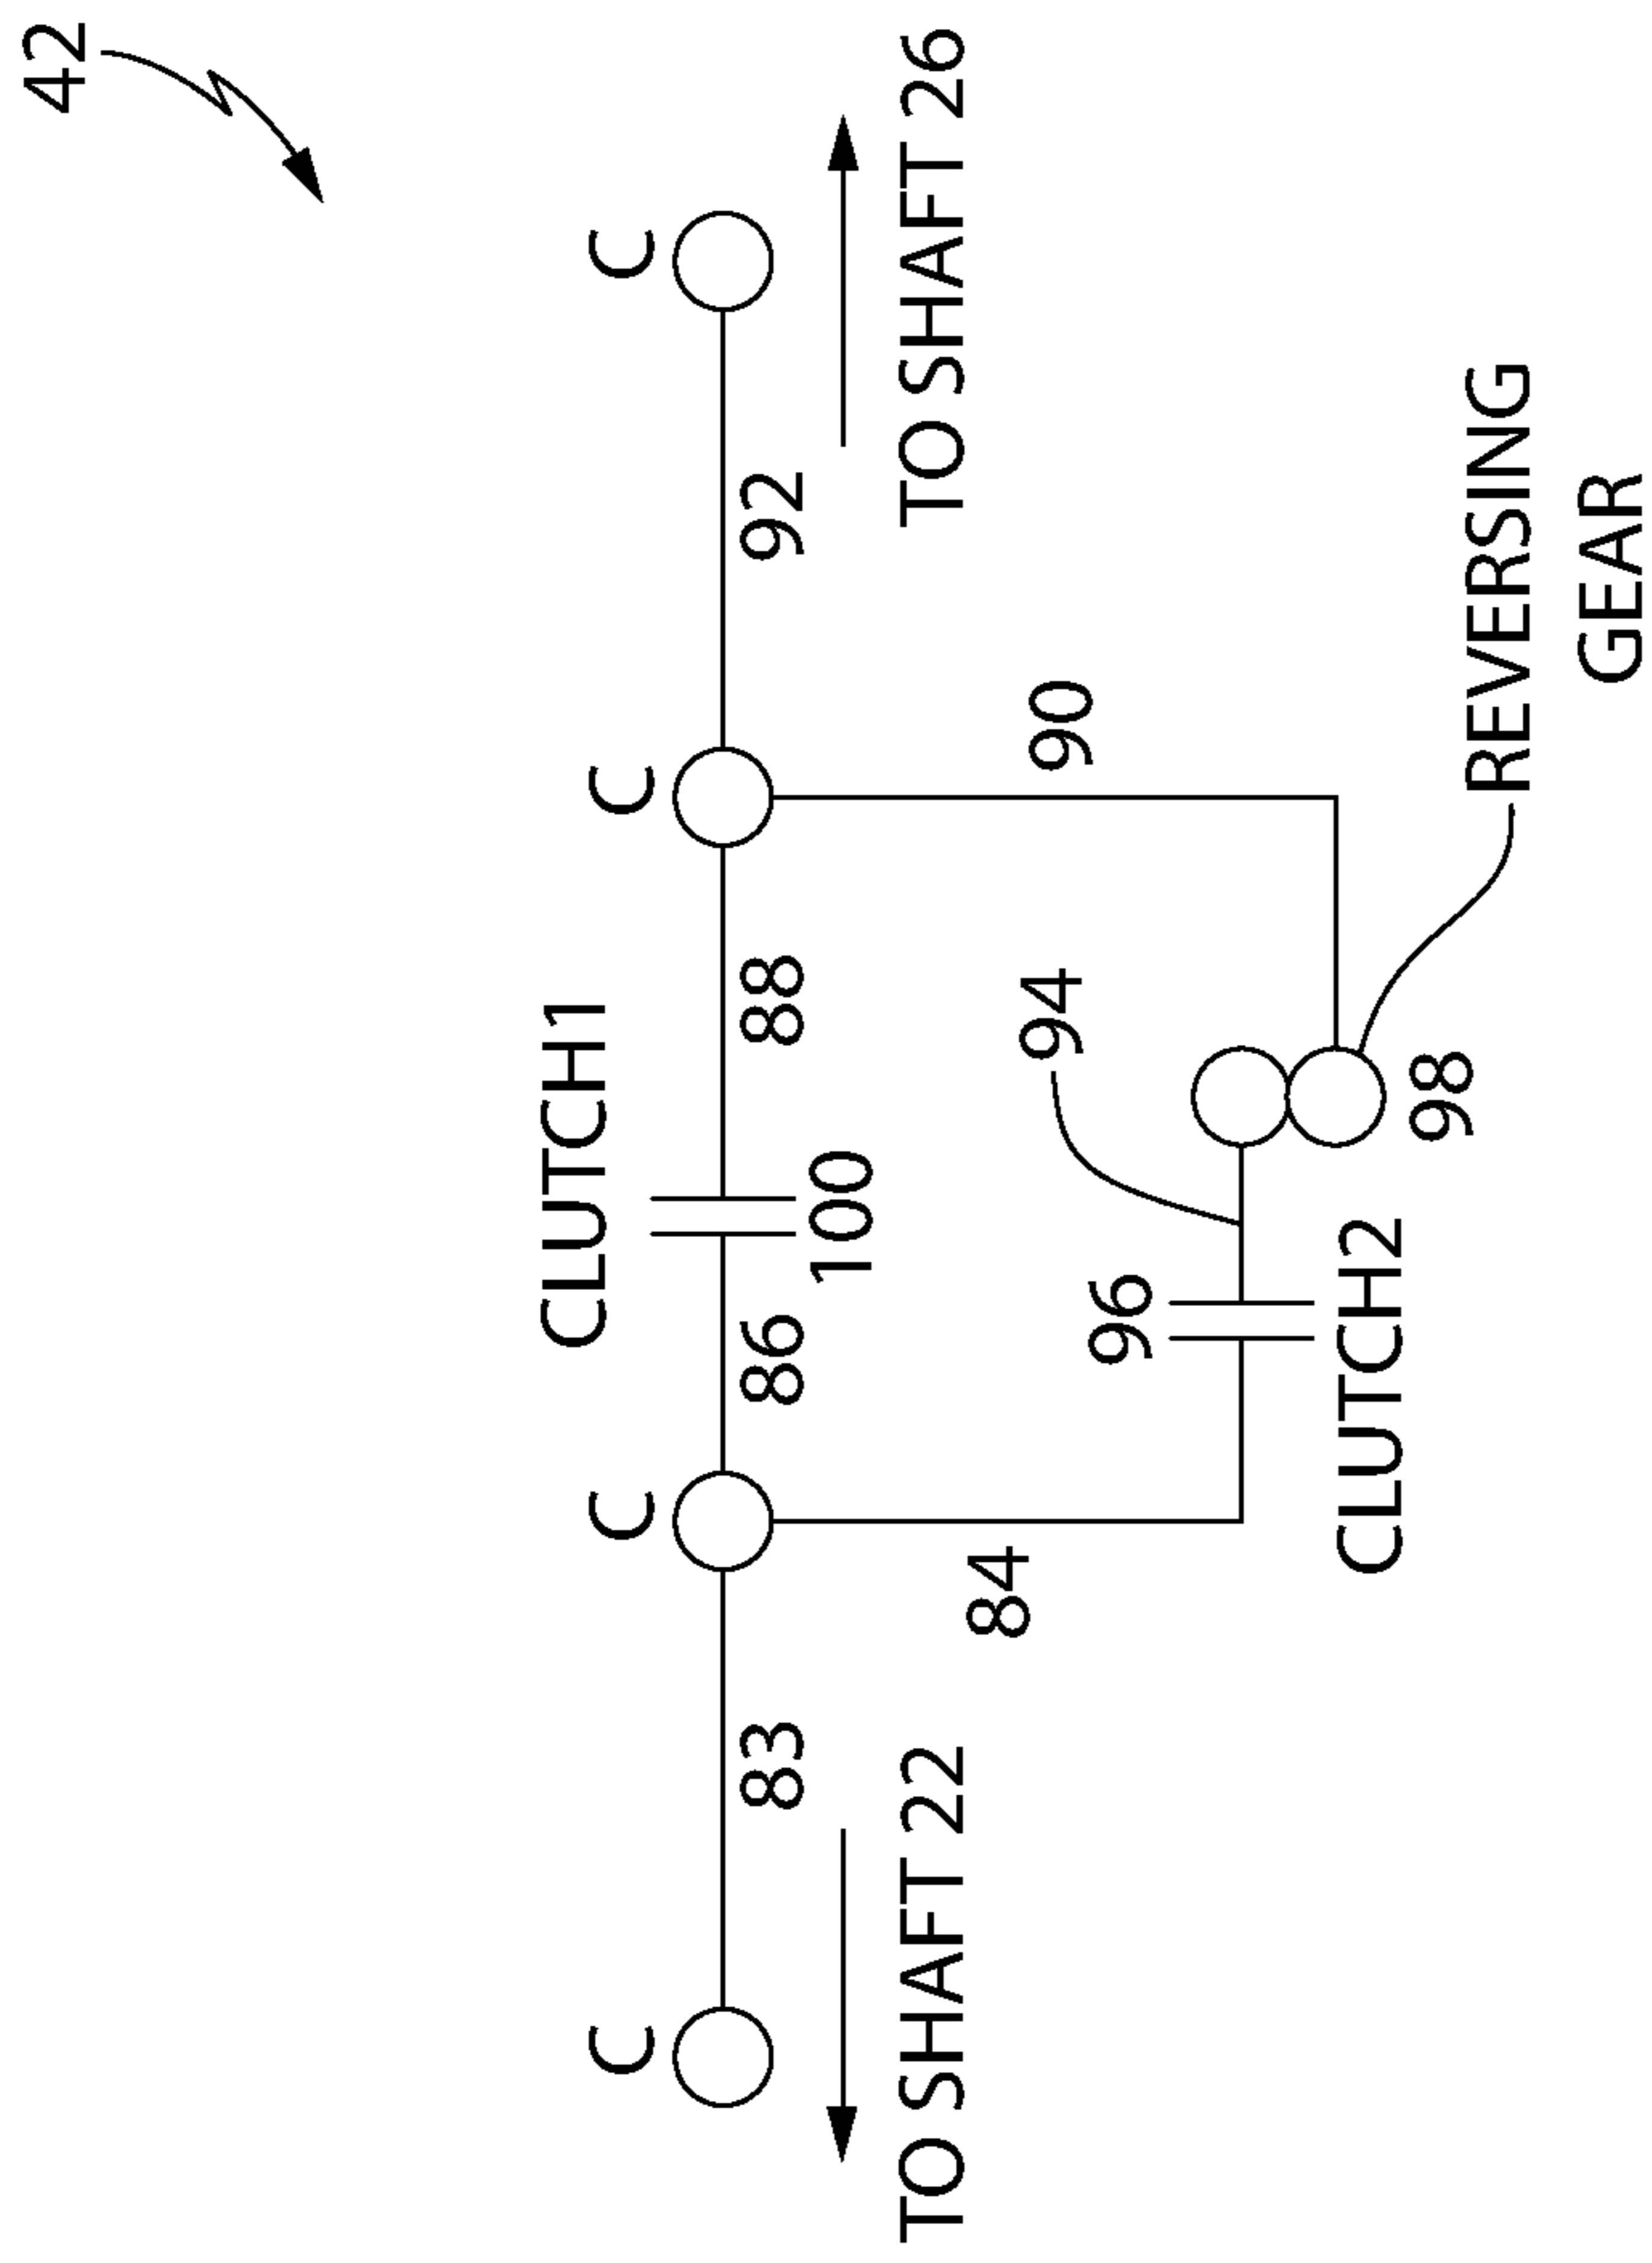 42
C
C
C
C
CLUTCH1
83
86
88
92
100
TO SHAFT 22
TO SHAFT 26
84
94
90
96
CLUTCH2
98
REVERSING
GEAR